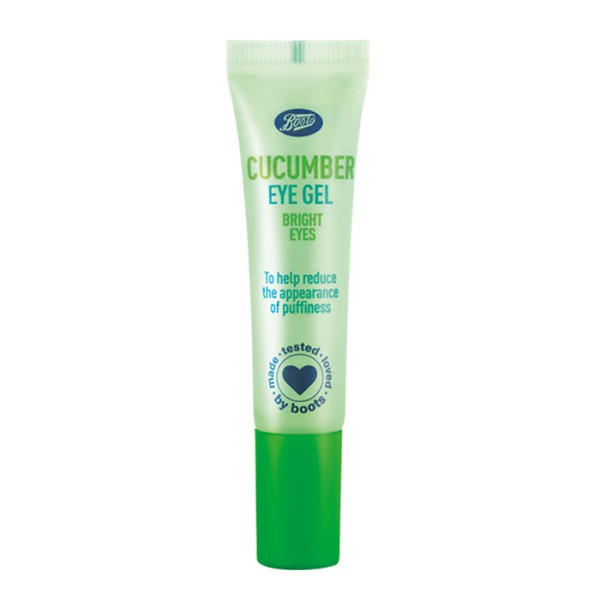 Boots
CUCUMBER
EYE GEL
BRIGHT
EYES
To help reduce
the appearance
of puffiness
made · tested · loved
· by boots ·